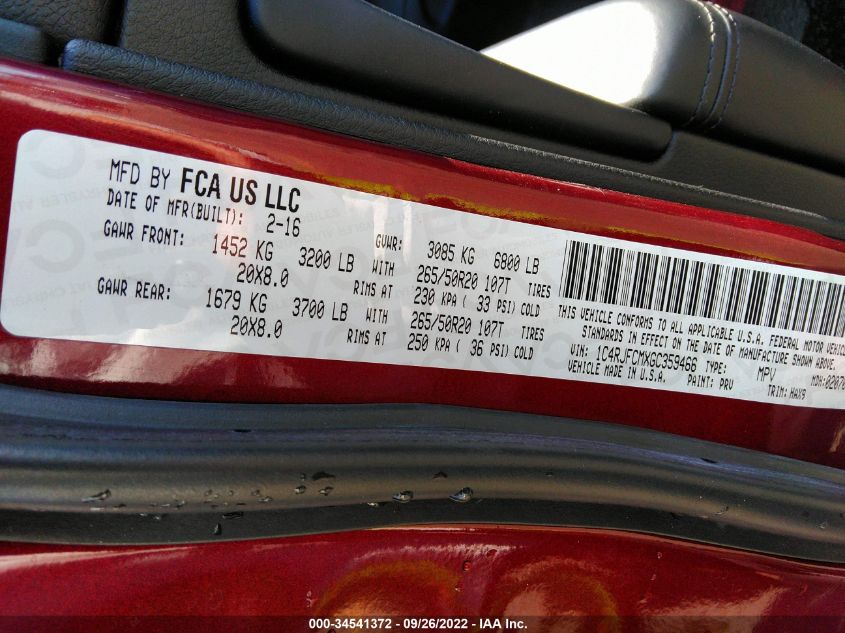 MFD BY FCA US LLC
DATE OF MFR(BUILT): 2-16
GVWR: 3085 KG 6800 LB
GAWR FRONT: 1452 KG 3200 LB WITH 265/50R20 107T TIRES
20X8.0 RIMS AT 230 KPA ( 33 PSI) COLD
GAWR REAR: 1679 KG 3700 LB WITH 265/50R20 107T TIRES
20X8.0 RIMS AT 250 KPA ( 36 PSI) COLD
THIS VEHICLE CONFORMS TO ALL APPLICABLE U.S.A. FEDERAL MOTOR VEHICLE
STANDARDS IN EFFECT ON THE DATE OF MANUFACTURE SHOWN ABOVE.
VIN: 1C4RJFCMXGC359466 TYPE: MPV
VEHICLE MADE IN U.S.A. PAINT: PRV TRIM: HAX9
000-34541372 - 09/26/2022 - IAA Inc.